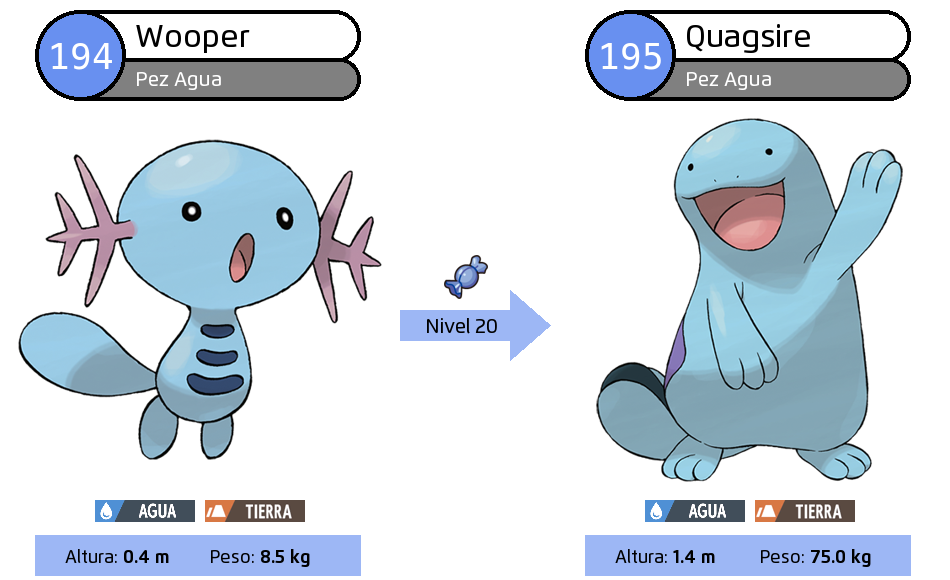 194
Wooper
Pez Agua
195
Quagsire
Pez Agua
Nivel 20
AGUA
TIERRA
AGUA
TIERRA
Altura: 0.4 m
Peso: 8.5 kg
Altura: 1.4 m
Peso: 75.0 kg